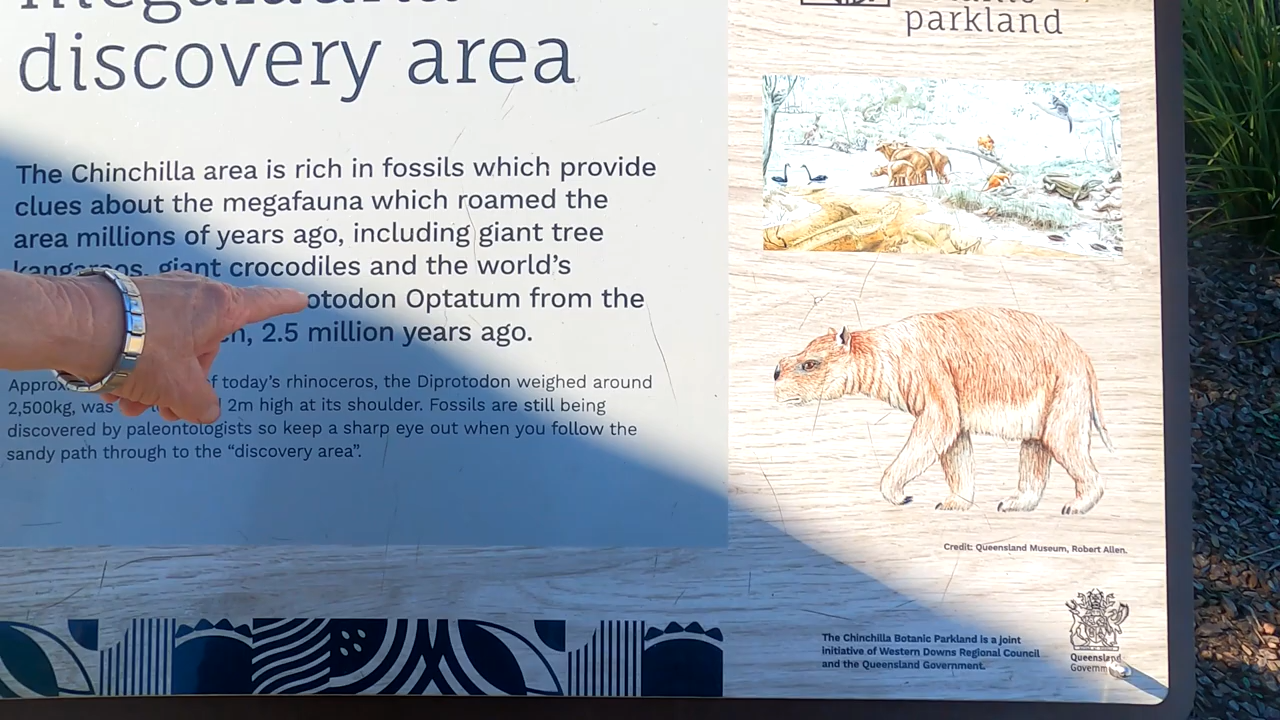 discovery area
parkland
The Chinchilla area is rich in fossils which provide
clues about the megafauna which roamed the
area millions of years ago, including giant tree
kangaroos, giant crocodiles and the world's
Optatum from the
2.5 million years ago.
of today's rhinoceros, the Diprotodon weighed around
2,500kg, was 2m high at its shoulder. Fossils are still being
discovered by paleontologists so keep a sharp eye out when you follow the
sandy path through to the "discovery area".
Credit: Queensland Museum, Robert Allen.
The Chinchilla Botanic Parkland is a joint
initiative of Western Downs Regional Council
and the Queensland Government.
Queensland